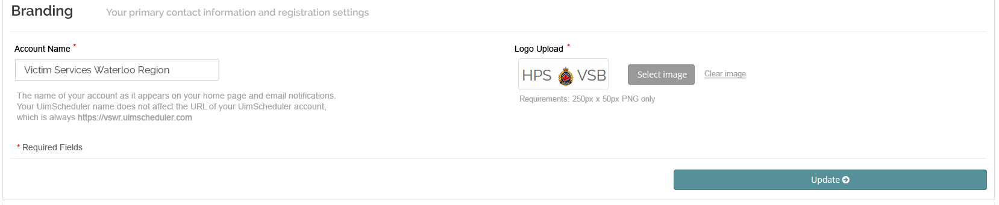 Branding Your primary contact information and registration settings
Account Name *
Victim Services Waterloo Region
The name of your account as it appears on your home page and email notifications.
Your UimScheduler name does not affect the URL of your UimScheduler account,
which is always https://vswr.uimscheduler.com
* Required Fields
Logo Upload *
HPS VSB
Select image
Clear image
Requirements: 250px x 50px PNG only
Update